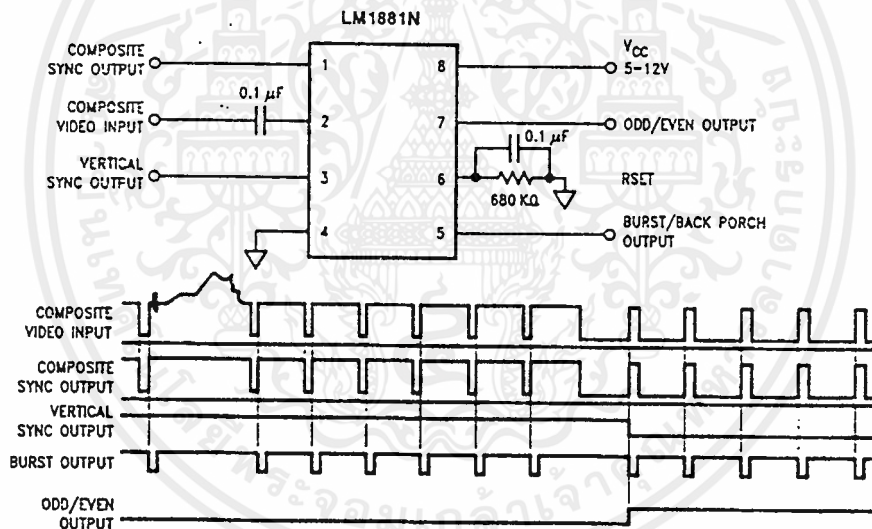 LM1881N
COMPOSITE
SYNC OUTPUT
1
8
VCC
5-12V
COMPOSITE
VIDEO INPUT
0.1 µF
2
7
ODD/EVEN OUTPUT
VERTICAL
SYNC OUTPUT
3
6
0.1 µF
680 KΩ
RSET
4
5
BURST/BACK PORCH
OUTPUT
COMPOSITE
VIDEO INPUT
COMPOSITE
SYNC OUTPUT
VERTICAL
SYNC OUTPUT
BURST OUTPUT
ODD/EVEN
OUTPUT